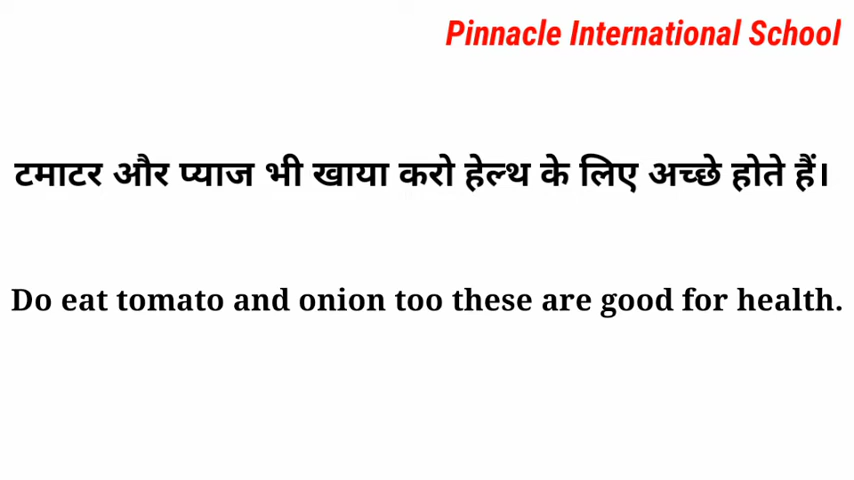 Pinnacle International School
टमाटर और प्याज भी खाया करो हेल्थ के लिए अच्छे होते हैं।
Do eat tomato and onion too these are good for health.